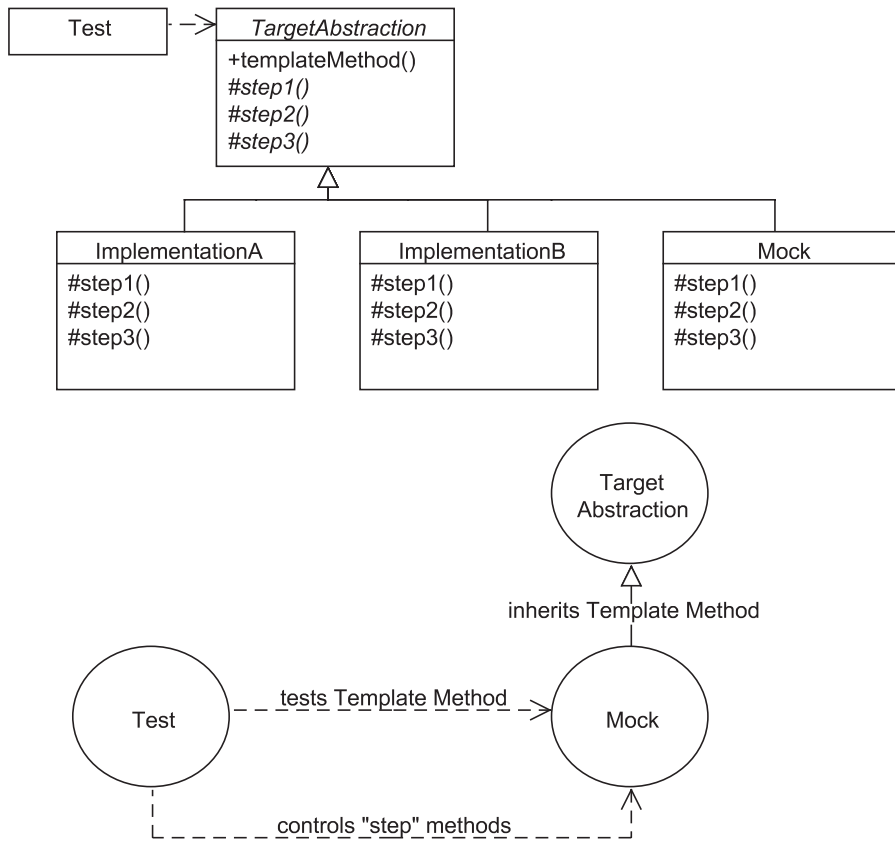 Test
TargetAbstraction
+templateMethod()
#step1()
#step2()
#step3()
ImplementationA
#step1()
#step2()
#step3()
ImplementationB
#step1()
#step2()
#step3()
Mock
#step1()
#step2()
#step3()
Target
Abstraction
inherits Template Method
Test
tests Template Method
Mock
controls "step" methods